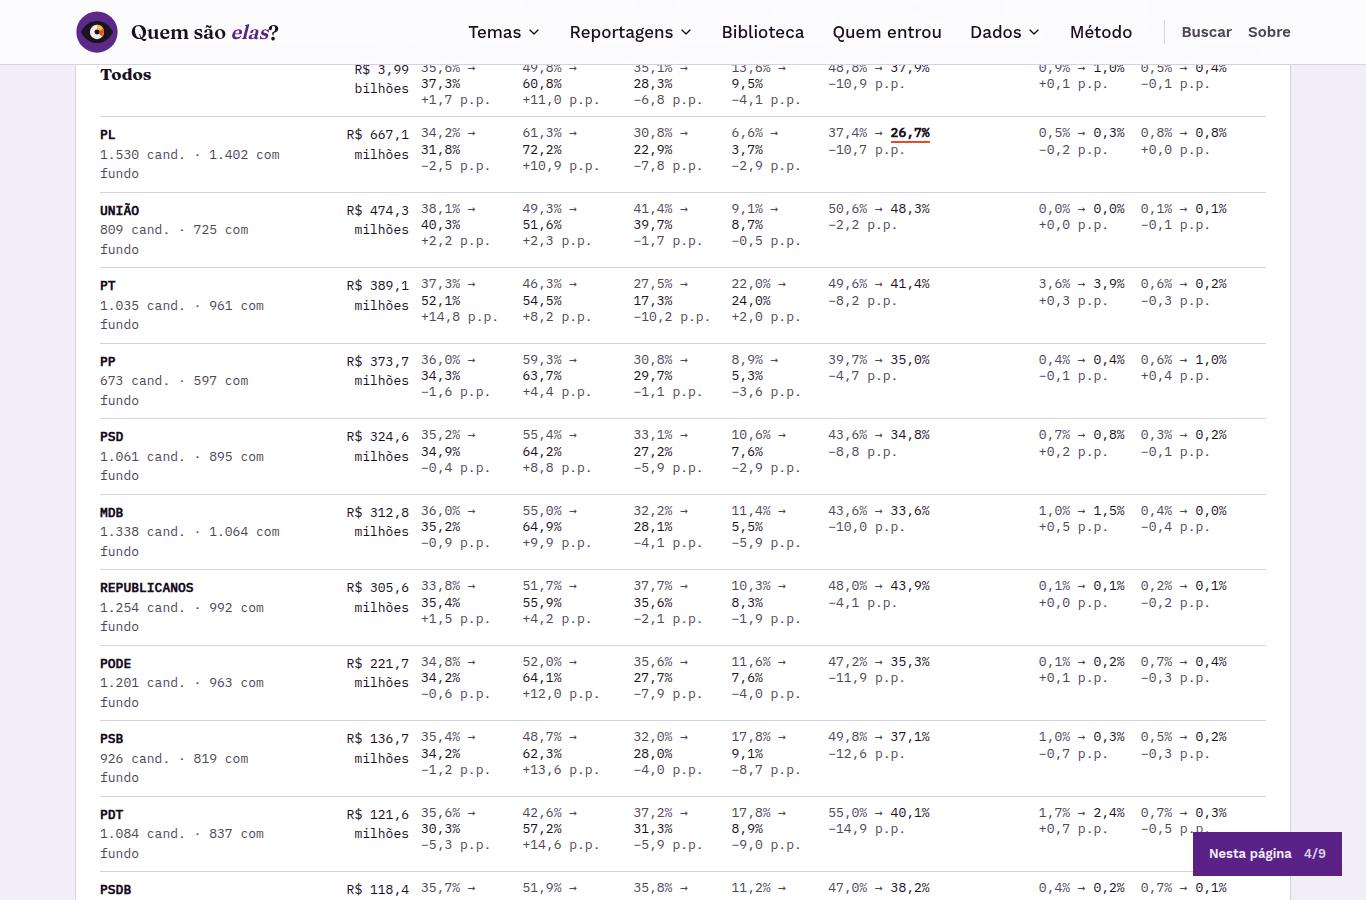 Quem são elas?
Temas
Reportagens
Biblioteca
Quem entrou
Dados
Método
Buscar
Sobre
Todos
R$ 3,99 bilhões
35,6% → 37,3% +1,7 p.p.
49,8% → 60,8% +11,0 p.p.
35,1% → 28,3% −6,8 p.p.
13,6% → 9,5% −4,1 p.p.
48,8% → 37,9% −10,9 p.p.
0,9% → 1,0% +0,1 p.p.
0,5% → 0,4% −0,1 p.p.
PL
1.530 cand. · 1.402 com fundo
R$ 667,1 milhões
34,2% → 31,8% −2,5 p.p.
61,3% → 72,2% +10,9 p.p.
30,8% → 22,9% −7,8 p.p.
6,6% → 3,7% −2,9 p.p.
37,4% → 26,7% −10,7 p.p.
0,5% → 0,3% −0,2 p.p.
0,8% → 0,8% +0,0 p.p.
UNIÃO
809 cand. · 725 com fundo
R$ 474,3 milhões
38,1% → 40,3% +2,2 p.p.
49,3% → 51,6% +2,3 p.p.
41,4% → 39,7% −1,7 p.p.
9,1% → 8,7% −0,5 p.p.
50,6% → 48,3% −2,2 p.p.
0,0% → 0,0% +0,0 p.p.
0,1% → 0,1% −0,1 p.p.
PT
1.035 cand. · 961 com fundo
R$ 389,1 milhões
37,3% → 52,1% +14,8 p.p.
46,3% → 54,5% +8,2 p.p.
27,5% → 17,3% −10,2 p.p.
22,0% → 24,0% +2,0 p.p.
49,6% → 41,4% −8,2 p.p.
3,6% → 3,9% +0,3 p.p.
0,6% → 0,2% −0,3 p.p.
PP
673 cand. · 597 com fundo
R$ 373,7 milhões
36,0% → 34,3% −1,6 p.p.
59,3% → 63,7% +4,4 p.p.
30,8% → 29,7% −1,1 p.p.
8,9% → 5,3% −3,6 p.p.
39,7% → 35,0% −4,7 p.p.
0,4% → 0,4% −0,1 p.p.
0,6% → 1,0% +0,4 p.p.
PSD
1.061 cand. · 895 com fundo
R$ 324,6 milhões
35,2% → 34,9% −0,4 p.p.
55,4% → 64,2% +8,8 p.p.
33,1% → 27,2% −5,9 p.p.
10,6% → 7,6% −2,9 p.p.
43,6% → 34,8% −8,8 p.p.
0,7% → 0,8% +0,2 p.p.
0,3% → 0,2% −0,1 p.p.
MDB
1.338 cand. · 1.064 com fundo
R$ 312,8 milhões
36,0% → 35,2% −0,9 p.p.
55,0% → 64,9% +9,9 p.p.
32,2% → 28,1% −4,1 p.p.
11,4% → 5,5% −5,9 p.p.
43,6% → 33,6% −10,0 p.p.
1,0% → 1,5% +0,5 p.p.
0,4% → 0,0% −0,4 p.p.
REPUBLICANOS
1.254 cand. · 992 com fundo
R$ 305,6 milhões
33,8% → 35,4% +1,5 p.p.
51,7% → 55,9% +4,2 p.p.
37,7% → 35,6% −2,1 p.p.
10,3% → 8,3% −1,9 p.p.
48,0% → 43,9% −4,1 p.p.
0,1% → 0,1% +0,0 p.p.
0,2% → 0,1% −0,2 p.p.
PODE
1.201 cand. · 963 com fundo
R$ 221,7 milhões
34,8% → 34,2% −0,6 p.p.
52,0% → 64,1% +12,0 p.p.
35,6% → 27,7% −7,9 p.p.
11,6% → 7,6% −4,0 p.p.
47,2% → 35,3% −11,9 p.p.
0,1% → 0,2% +0,1 p.p.
0,7% → 0,4% −0,3 p.p.
PSB
926 cand. · 819 com fundo
R$ 136,7 milhões
35,4% → 34,2% −1,2 p.p.
48,7% → 62,3% +13,6 p.p.
32,0% → 28,0% −4,0 p.p.
17,8% → 9,1% −8,7 p.p.
49,8% → 37,1% −12,6 p.p.
1,0% → 0,3% −0,7 p.p.
0,5% → 0,2% −0,3 p.p.
PDT
1.084 cand. · 837 com fundo
R$ 121,6 milhões
35,6% → 30,3% −5,3 p.p.
42,6% → 57,2% +14,6 p.p.
37,2% → 31,3% −5,9 p.p.
17,8% → 8,9% −9,0 p.p.
55,0% → 40,1% −14,9 p.p.
1,7% → 2,4% +0,7 p.p.
0,7% → 0,3% −0,5 p.p.
PSDB
R$ 118,4
35,7% →
51,9% →
35,8% →
11,2% →
47,0% → 38,2%
0,4% → 0,2%
0,7% → 0,1%
Nesta página 4/9